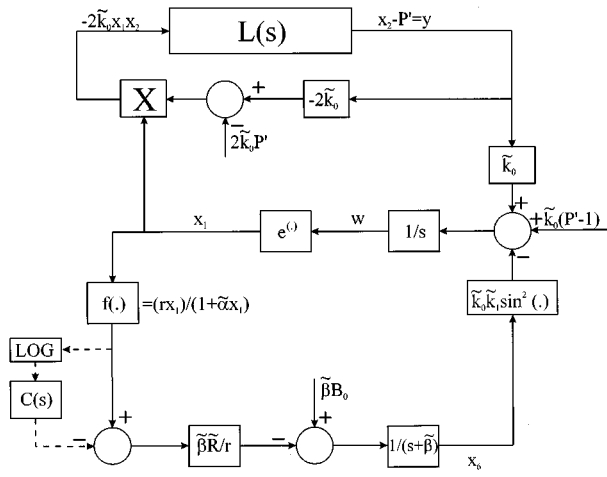 -2k̃₀x₁x₂
L(s)
x₂-P'=y
X
+
-2k̃₀
−
2k̃₀P'
k̃₀
+
x₁
e^(.)
w
1/s
+k̃₀(P'-1)
−
f(.)
=(rx₁)/(1+α̃x₁)
k̃₀k̃₁sin² (.)
LOG
C(s)
β̃B₀
−
+
β̃R̃/r
−
+
1/(s+β̃)
x₆